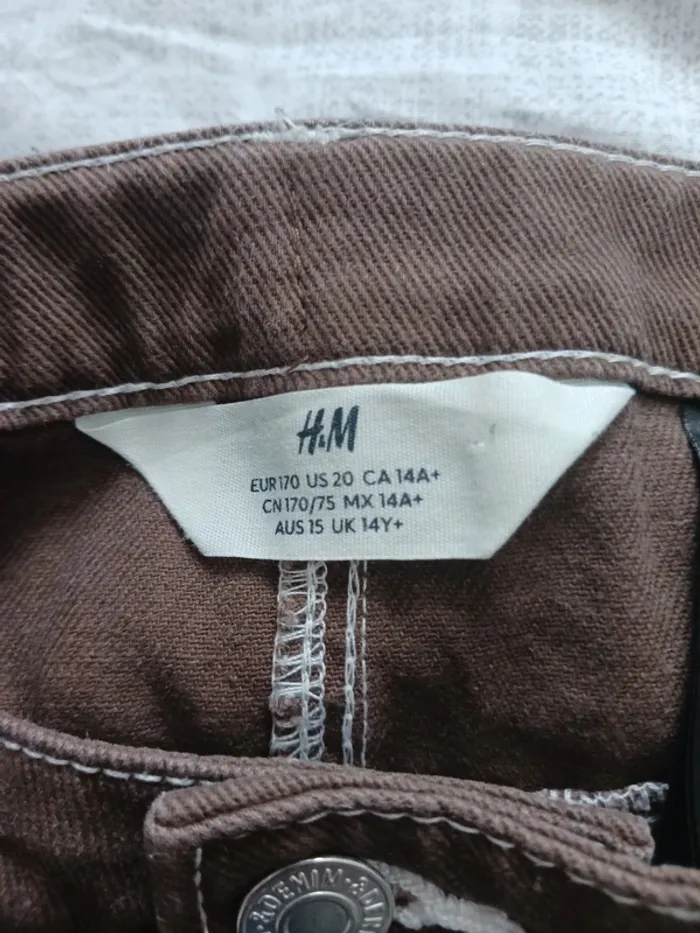 H&M
EUR170 US 20 CA 14A+
CN170/75 MX 14A+
AUS 15 UK 14Y+